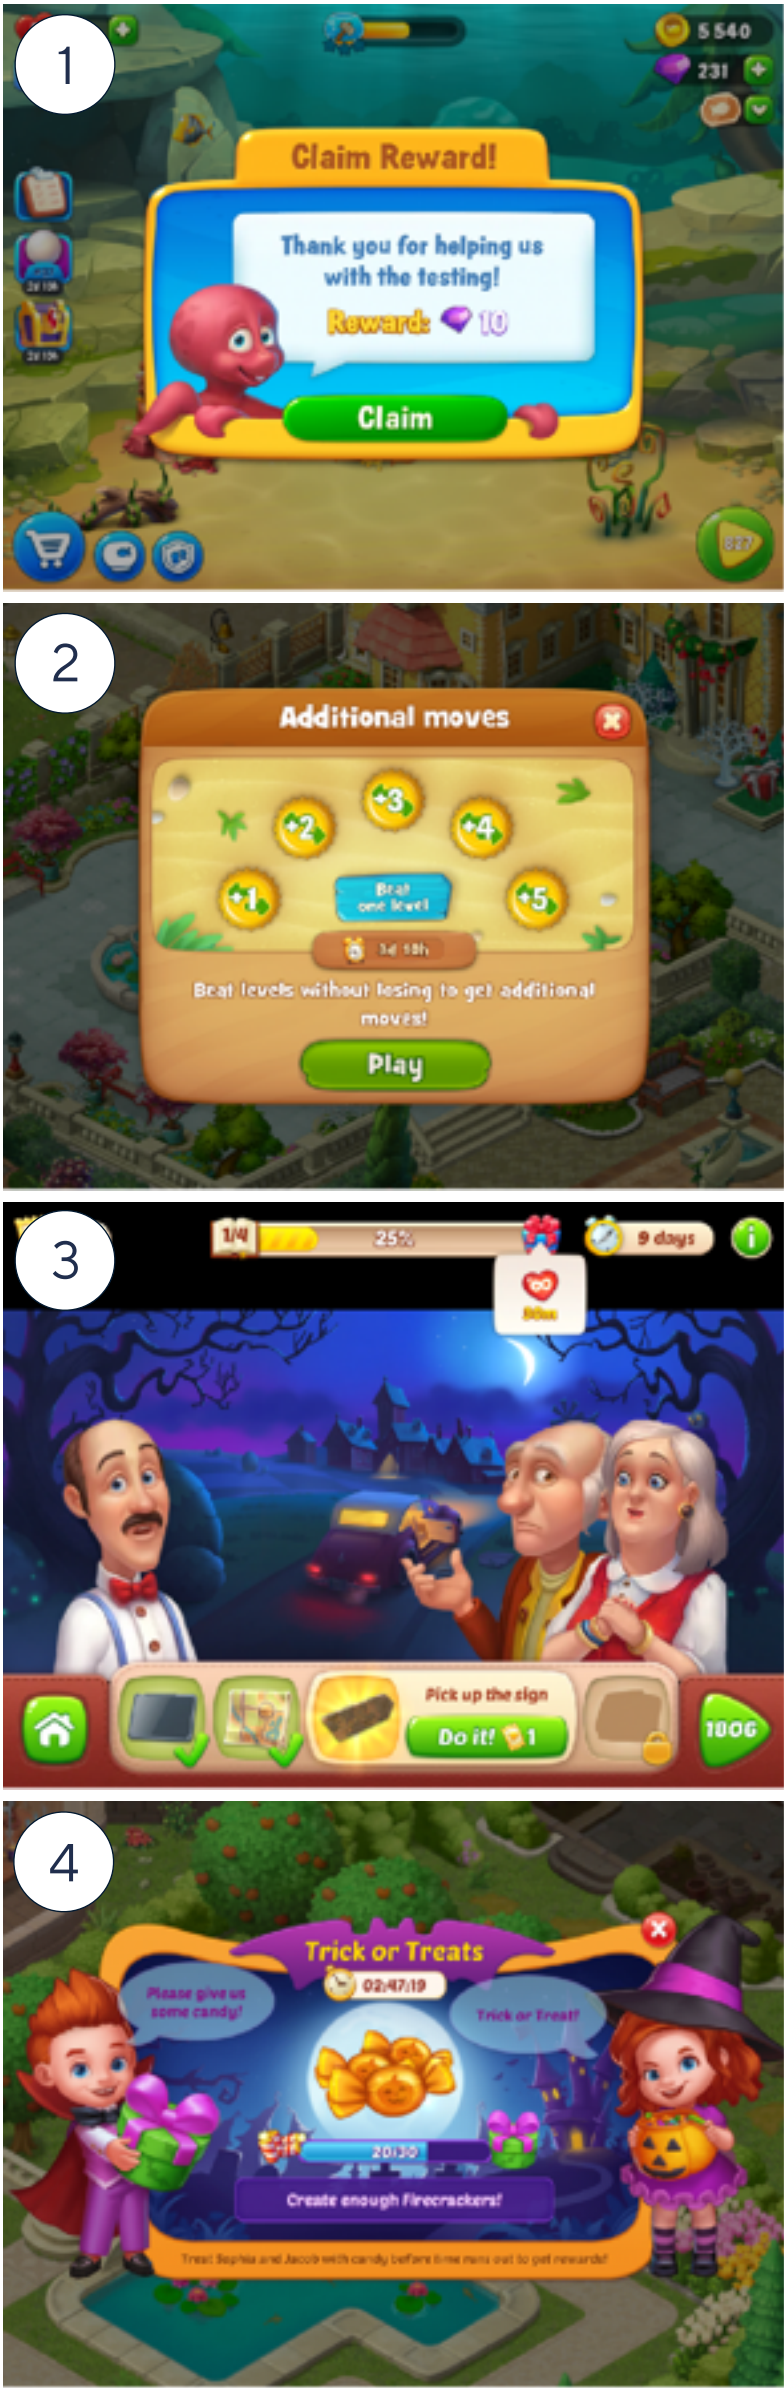 1
5 540
231
Claim Reward!
Thank you for helping us
with the testing!
Reward: 10
Claim
827
2
Additional moves
+1
+2
+3
+4
+5
Beat
one level
Beat levels without losing to get additional
moves!
Play
3
1/4
25%
9 days
i
30m
Pick up the sign
Do it! 1
1806
4
Trick or Treats
02:47:19
Please give us
some candy!
Trick or Treat!
20/30
Create enough firecrackers!
Treat Sophia and Jacob with candy before time runs out to get rewards!